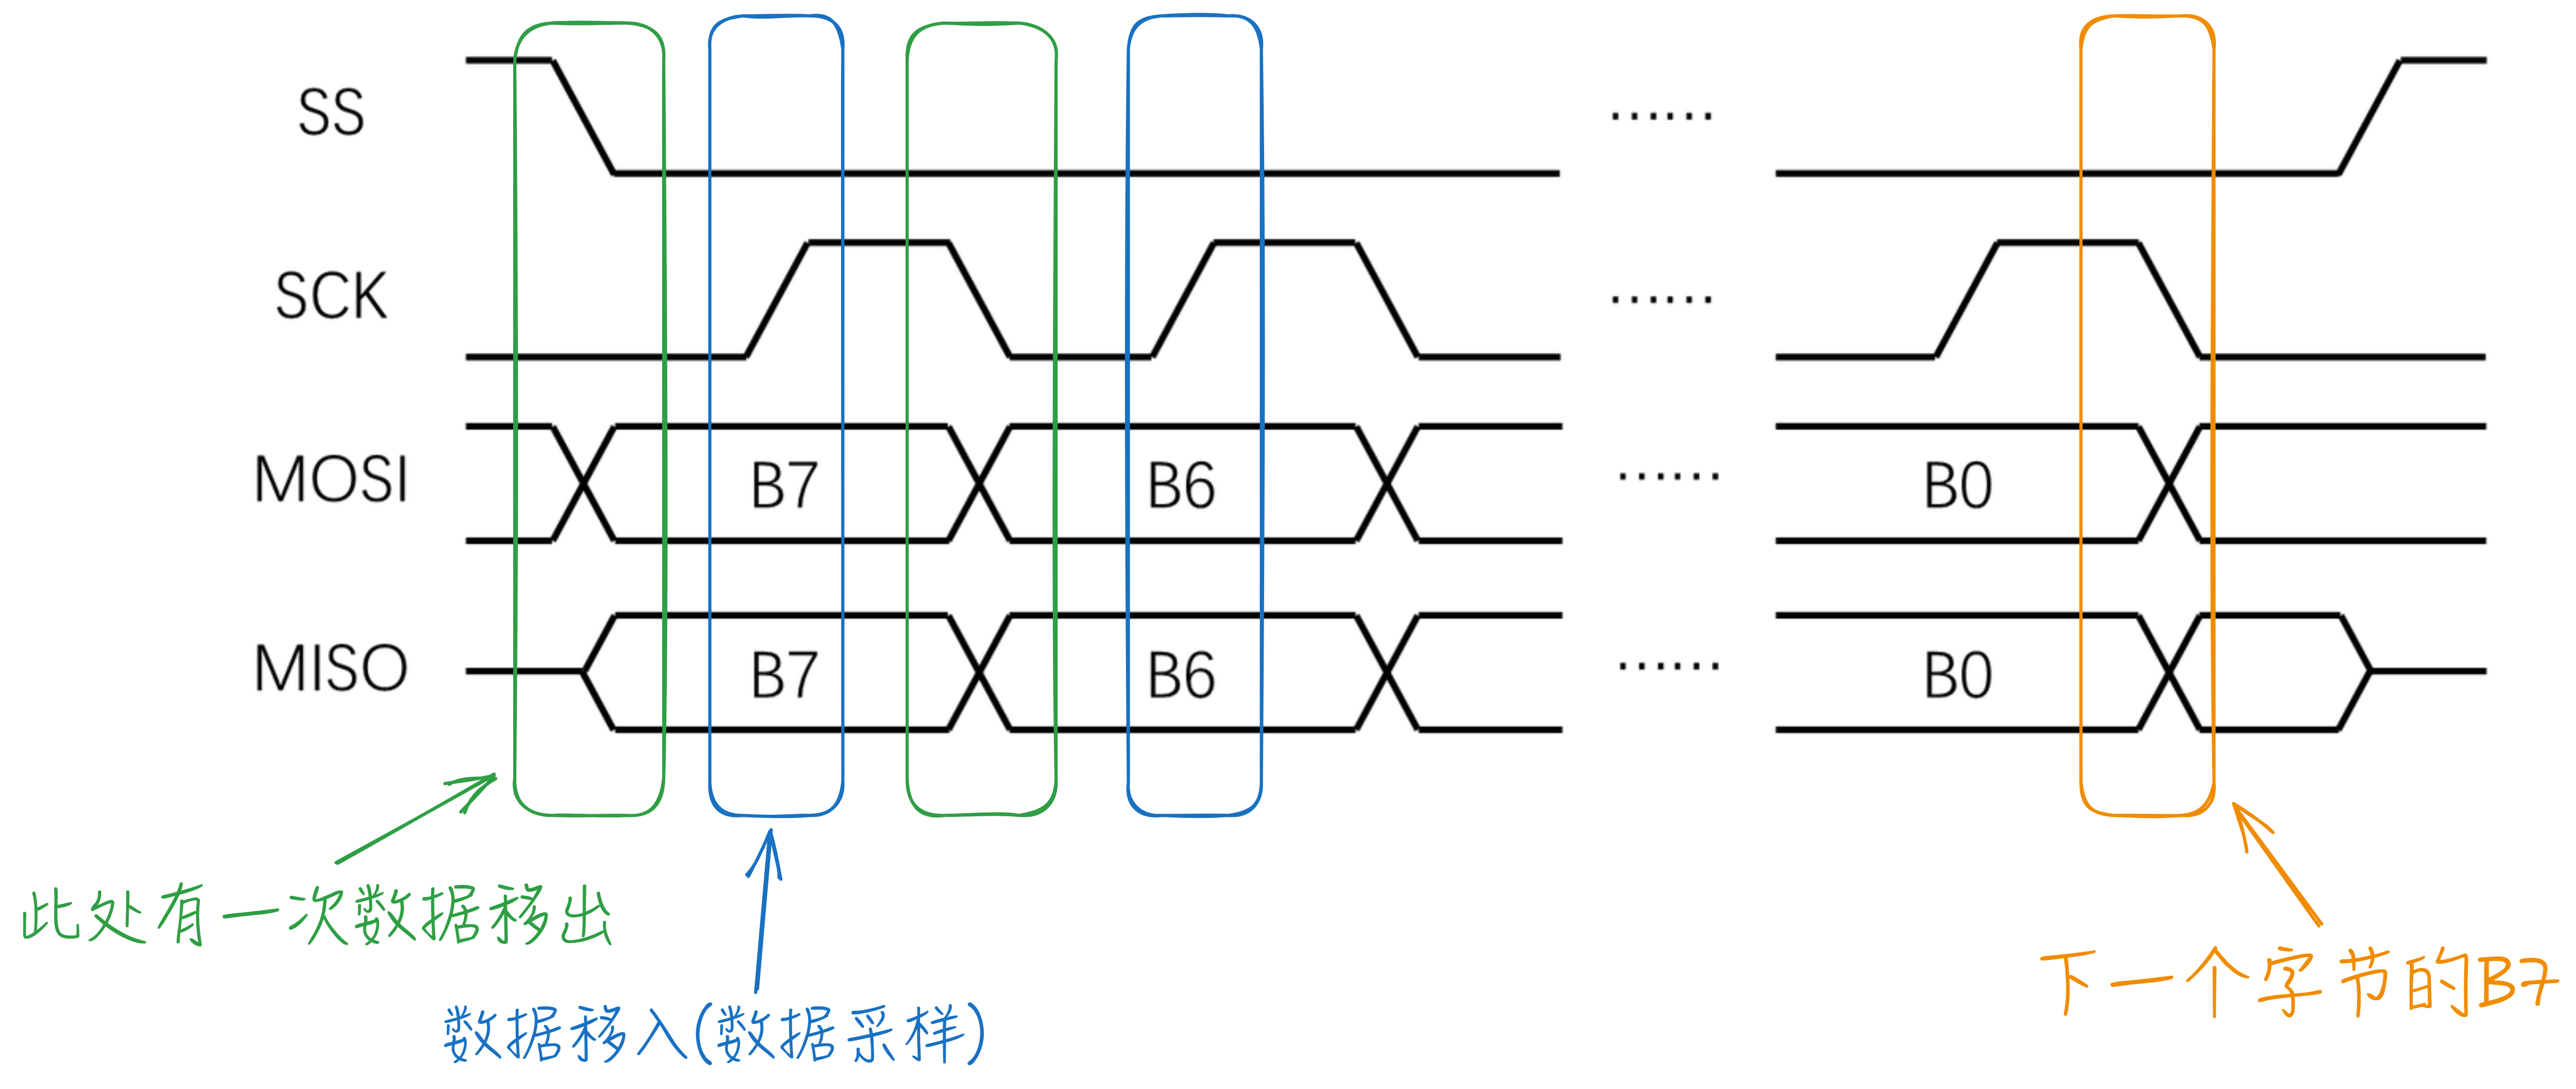 SS ······
SCK ······
MOSI B7 B6 ······ B0
MISO B7 B6 ······ B0
此处有一次数据移出
下一个字节的B7
数据移入(数据采样)